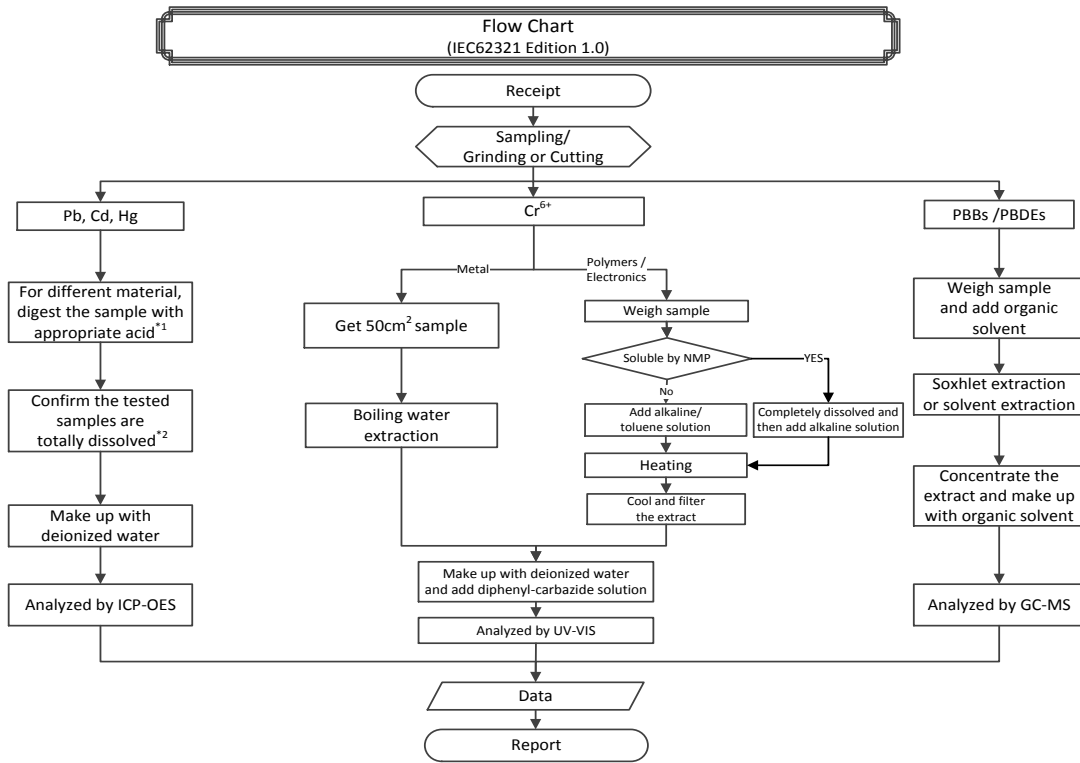 Flow Chart
(IEC62321 Edition 1.0)
Receipt
Sampling/
Grinding or Cutting
Pb, Cd, Hg
For different material,
digest the sample with
appropriate acid*1
Confirm the tested
samples are
totally dissolved*2
Make up with
deionized water
Analyzed by ICP-OES
Cr6+
Metal
Get 50cm2 sample
Boiling water
extraction
Polymers /
Electronics
Weigh sample
Soluble by NMP
YES
No
Add alkaline/
toluene solution
Completely dissolved and
then add alkaline solution
Heating
Cool and filter
the extract
Make up with deionized water
and add diphenyl-carbazide solution
Analyzed by UV-VIS
PBBs /PBDEs
Weigh sample
and add organic
solvent
Soxhlet extraction
or solvent extraction
Concentrate the
extract and make up
with organic solvent
Analyzed by GC-MS
Data
Report